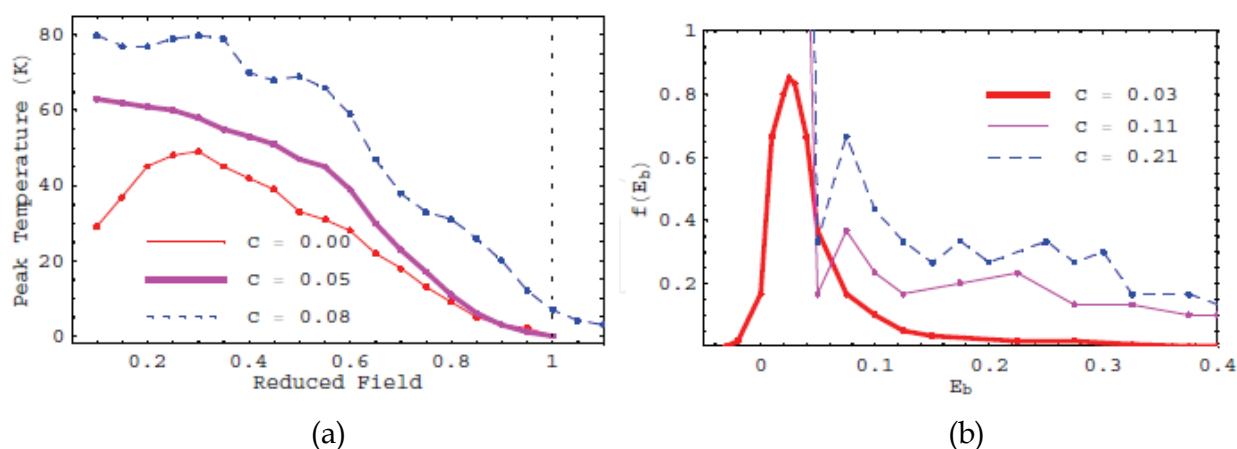 80
60
40
20
0
Peak Temperature (K)
C = 0.00
C = 0.05
C = 0.08
0.2
0.4
0.6
0.8
1
Reduced Field
(a)
1
0.8
0.6
0.4
0.2
f(Eb)
C = 0.03
C = 0.11
C = 0.21
0
0.1
0.2
0.3
0.4
Eb
(b)